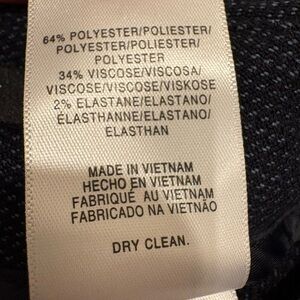 64% POLYESTER/POLIESTER/
POLYESTER/POLIESTER/
POLYESTER
34% VISCOSE/VISCOSA/
VISCOSE/VISCOSE/VISKOSE
2% ELASTANE/ELASTANO/
ÉLASTHANNE/ELASTANO/
ELASTHAN
MADE IN VIETNAM
HECHO EN VIETNAM
FABRIQUÉ AU VIETNAM
FABRICADO NA VIETNÃO
DRY CLEAN.